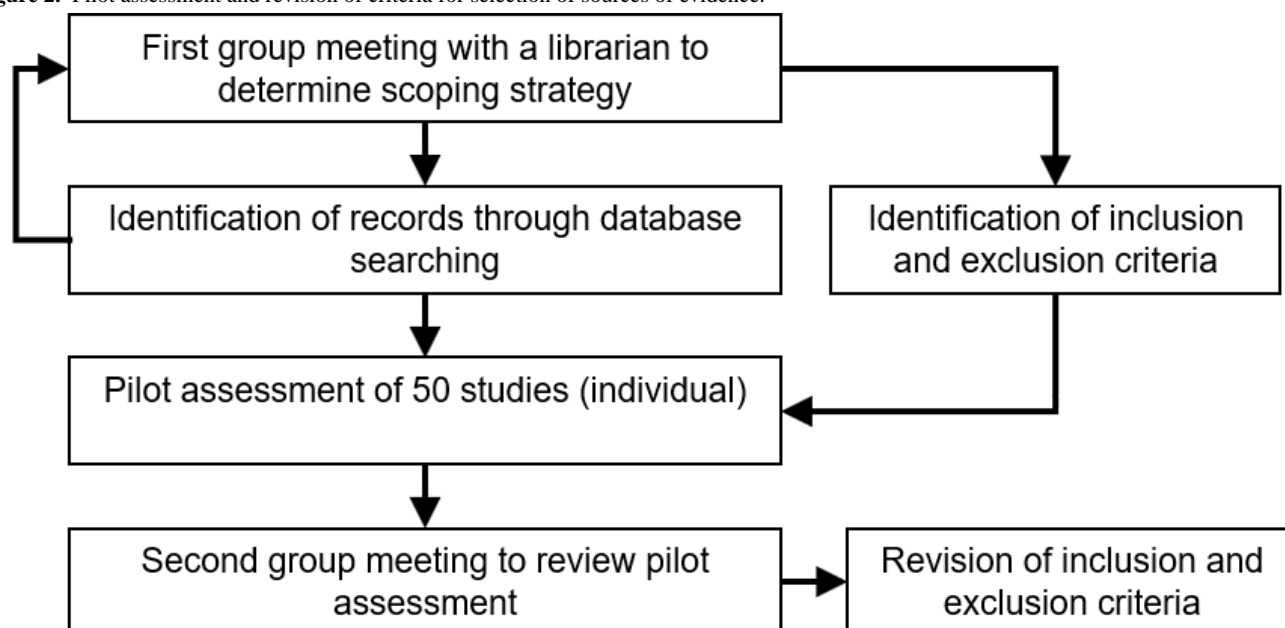 gure 2. Pilot assessment and revision of criteria for selection of sources of evidence.
First group meeting with a librarian to
determine scoping strategy
Identification of records through database
searching
Identification of inclusion
and exclusion criteria
Pilot assessment of 50 studies (individual)
Second group meeting to review pilot
assessment
Revision of inclusion and
exclusion criteria